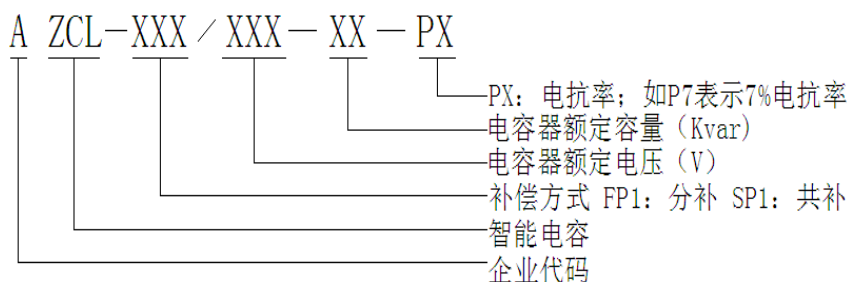 A ZCL-XXX/XXX-XX-PX
PX：电抗率；如P7表示7%电抗率
电容器额定容量（Kvar）
电容器额定电压（V）
补偿方式 FP1：分补 SP1：共补
智能电容
企业代码